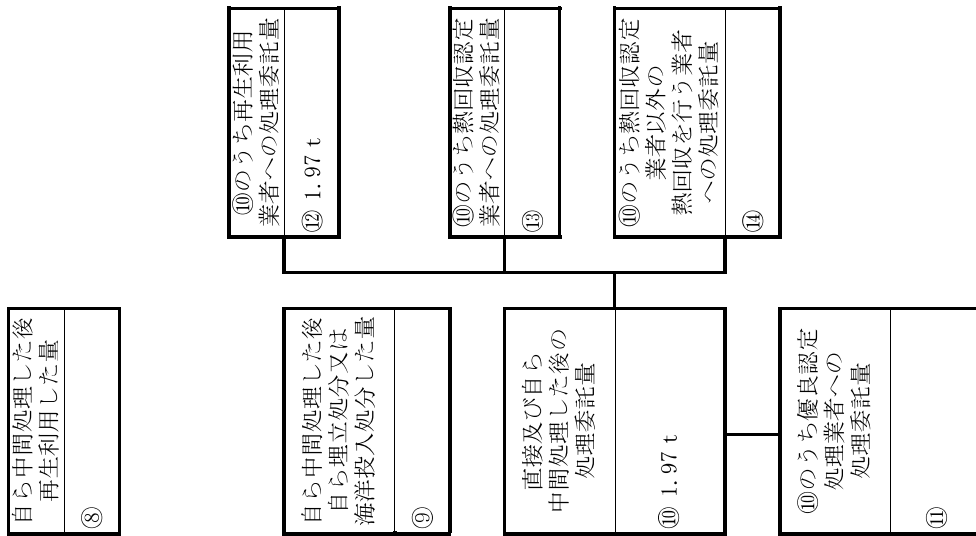 自ら中間処理した後
再生利用した量
⑧
自ら中間処理した後
自ら埋立処分又は
海洋投入処分した量
⑨
直接及び自ら
中間処理した後の
処理委託量
⑩ 1.97 t
⑩のうち優良認定
処理業者への
処理委託量
⑪
⑩のうち再生利用
業者への処理委託量
⑫ 1.97 t
⑩のうち熱回収認定
業者への処理委託量
⑬
⑩のうち熱回収認定
業者以外の
熱回収を行う業者
への処理委託量
⑭